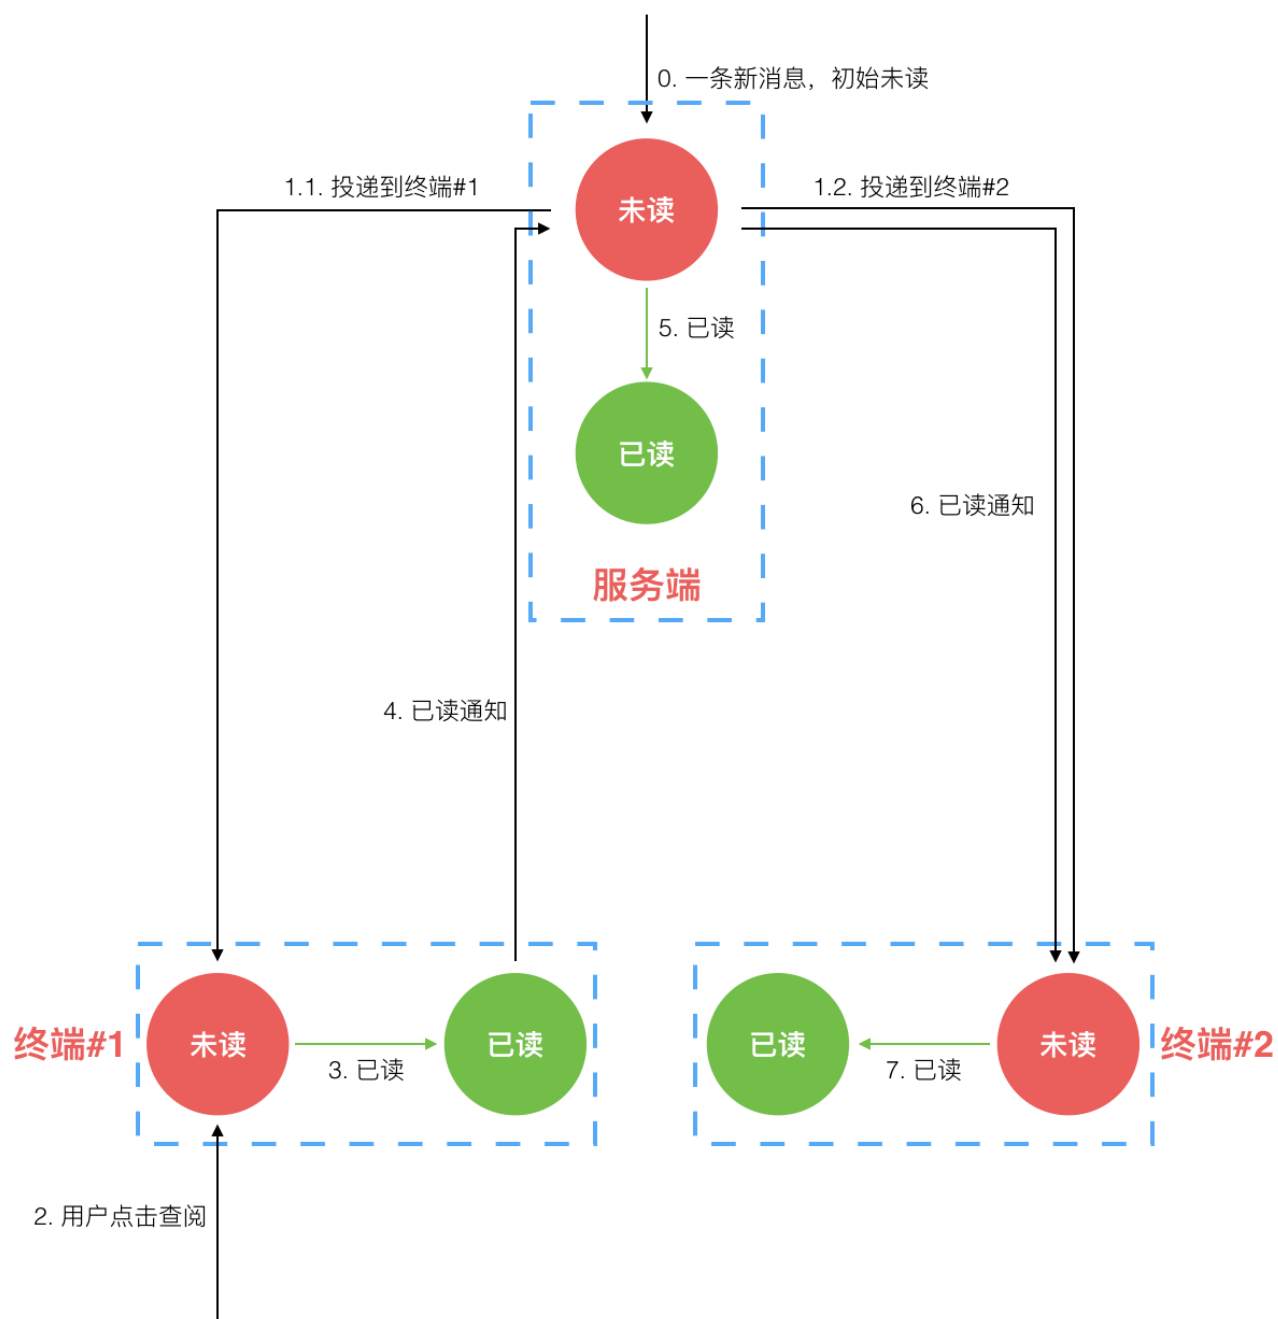 0. 一条新消息，初始未读
1.1. 投递到终端#1
未读
1.2. 投递到终端#2
5. 已读
已读
6. 已读通知
服务端
4. 已读通知
终端#1
未读
3. 已读
已读
已读
7. 已读
未读
终端#2
2. 用户点击查阅